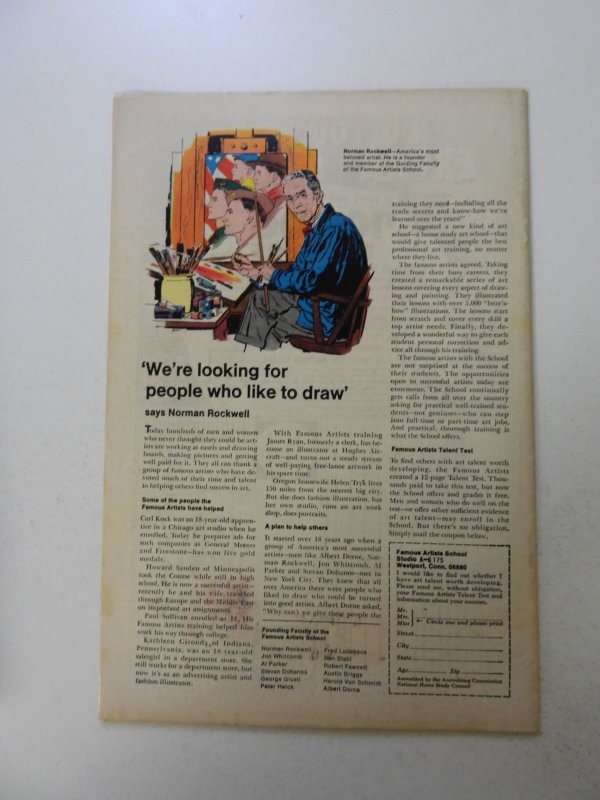 Norman Rockwell—America's most
beloved artist. He is a founder
and member of the Guiding Faculty
of the Famous Artists School.
'We're looking for
people who like to draw'
says Norman Rockwell
Today hundreds of men and women
who never thought they could be art-
ists are working at easels and drawing
boards, making pictures and getting
well paid for it. They all can thank a
group of famous artists who have de-
voted much of their time and talent
to helping others find success in art.
Some of the people the
Famous Artists have helped
Carl Kock was an 18-year-old appren-
tice in a Chicago art studio when he
enrolled. Today he prepares ads for
such companies as General Motors
and Firestone—has won five gold
medals.
Howard Sanden of Minneapolis
took the Course while still in high
school. He is now a successful artist—
recently he and his wife traveled
through Europe and the Middle East
on important art assignments.
Paul Sullivan enrolled at 14. His
Famous Artists training helped him
work his way through college.
Kathleen Gironda, of Indiana,
Pennsylvania, was an 18-year-old
salesgirl in a department store. She
still works for a department store, but
now it's as an advertising artist and
fashion illustrator.
With Famous Artists training
James Ryan, formerly a clerk, has be-
come an illustrator at Hughes Air-
craft—and turns out a steady stream
of well-paying free-lance artwork in
his spare time.
Oregon housewife Helen Tryk lives
150 miles from the nearest big city.
But she does fashion illustration, has
her own studio, runs an art work
shop, does portraits.
A plan to help others
It started over 18 years ago when a
group of America's most successful
artists—men like Albert Dorne, Nor-
man Rockwell, Jon Whitcomb, Al
Parker and Stevan Dohanos—met in
New York City. They knew that all
over America there were people who
liked to draw who could be turned
into good artists. Albert Dorne asked,
"Why can't we give these people the
Founding Faculty of the
Famous Artists School
Norman Rockwell
Jon Whitcomb
Al Parker
Stevan Dohanos
George Giusti
Peter Helck
Fred Ludekens
Ben Stahl
Robert Fawcett
Austin Briggs
Harold Von Schmidt
Albert Dorne
training they need—including all the
trade secrets and know-how we've
learned over the years?"
He suggested a new kind of art
school—a home study art school—that
would give talented people the best
professional art training, no matter
where they live.
The famous artists agreed. Taking
time from their busy careers, they
created a remarkable series of art
lessons covering every aspect of draw-
ing and painting. They illustrated
their lessons with over 5,000 "here's-
how" illustrations. The lessons start
from scratch and cover every skill a
top artist needs. Finally, they de-
veloped a wonderful way to give each
student personal correction and ad-
vice all through his training.
The famous artists with the School
are not surprised at the success of
their students. The opportunities
open to successful artists today are
enormous. The School continually
gets calls from all over the country
asking for practical well-trained stu-
dents—not geniuses—who can step
into full-time or part-time art jobs.
And practical, thorough training is
what the School offers.
Famous Artists Talent Test
To find others with art talent worth
developing, the Famous Artists
created a 12-page Talent Test. Thou-
sands paid to take this test, but now
the School offers and grades it free.
Men and women who do well on the
test—or offer other sufficient evidence
of art talent—may enroll in the
School. But there's no obligation.
Simply mail the coupon below.
Famous Artists School
Studio A-6175
Westport, Conn. 06880
I would like to find out whether I
have art talent worth developing.
Please send me, without obligation,
your Famous Artists Talent Test and
information about your courses.
Mr.
Mrs.
Miss
Circle one and please print
Street
City
State
Age Zip
Accredited by the Accrediting Commission
National Home Study Council